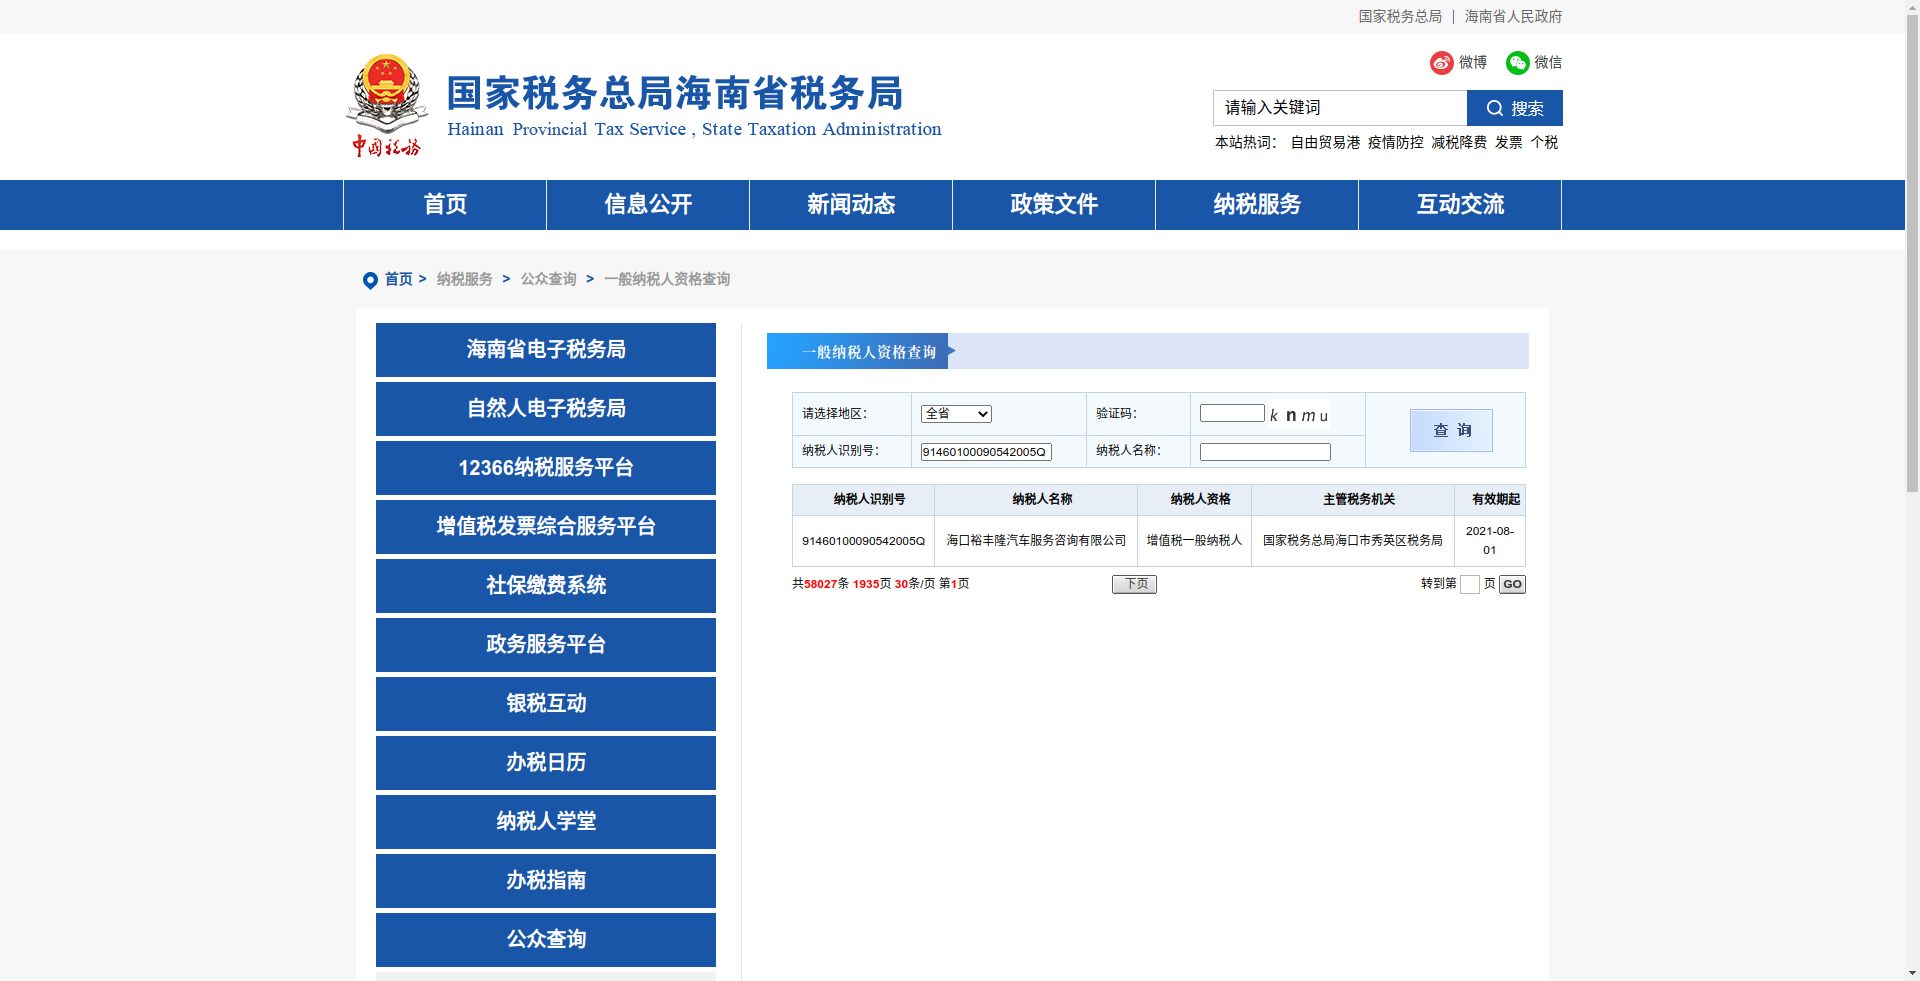 国家税务总局 | 海南省人民政府
微博 微信
国家税务总局海南省税务局
Hainan Provincial Tax Service , State Taxation Administration
中国税务
请输入关键词 搜索
本站热词： 自由贸易港 疫情防控 减税降费 发票 个税
首页 信息公开 新闻动态 政策文件 纳税服务 互动交流
首页 > 纳税服务 > 公众查询 > 一般纳税人资格查询
海南省电子税务局
自然人电子税务局
12366纳税服务平台
增值税发票综合服务平台
社保缴费系统
政务服务平台
银税互动
办税日历
纳税人学堂
办税指南
公众查询
一般纳税人资格查询
请选择地区： 全省 验证码： k n m u
查 询
纳税人识别号： 91460100090542005Q 纳税人名称：
纳税人识别号 纳税人名称 纳税人资格 主管税务机关 有效期起
91460100090542005Q 海口裕丰隆汽车服务咨询有限公司 增值税一般纳税人 国家税务总局海口市秀英区税务局 2021-08-
01
共58027条 1935页 30条/页 第1页 下页 转到第 页 GO